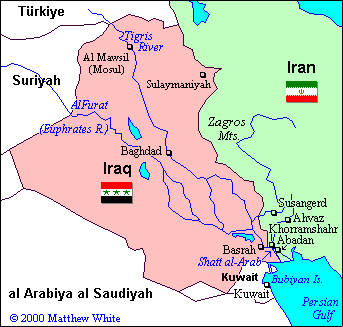 Türkiye
Tigris
River
Al Mawsil
(Mosul)
Iran
Suriyah
Sulaymaniyah
AlFurat
(Euphrates R.)
Zagros
Mts.
Baghdad
Iraq
Susangerd
Ahvaz
Khorramshahr
Abadan
Basrah
Shatt al-Arab
Kuwait
Bubiyan Is.
Kuwait
al Arabiya al Saudiyah
Persian
Gulf
© 2000 Matthew White